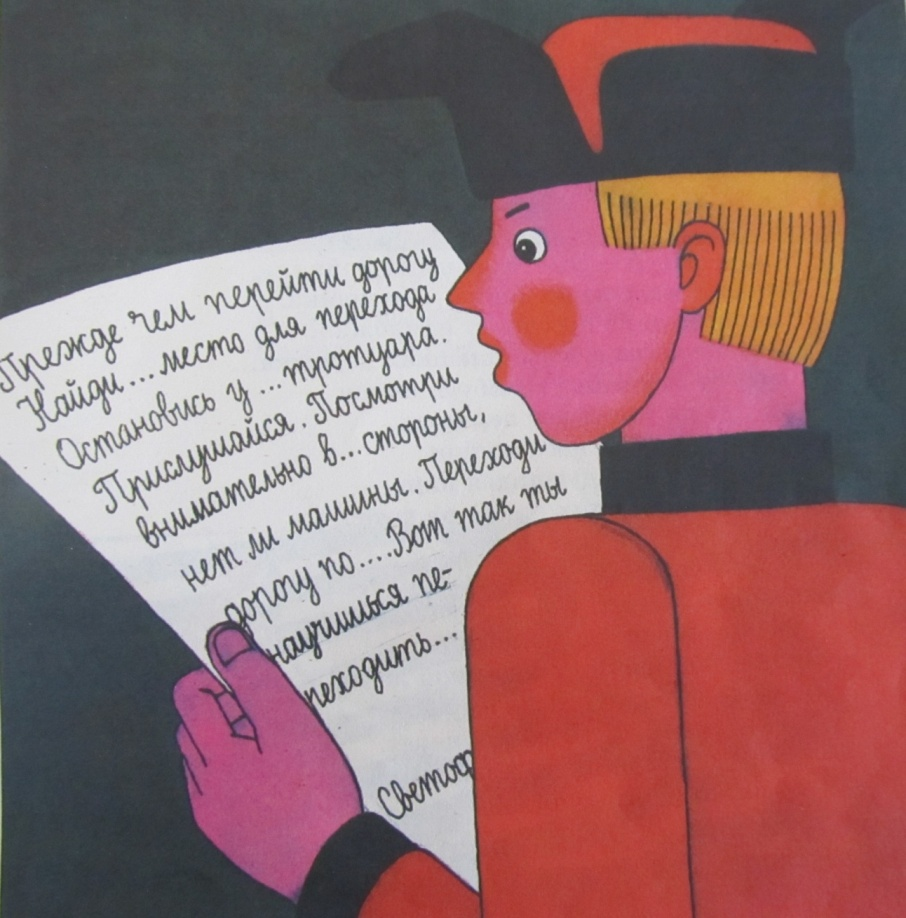 Прежде чем перейти дорогу
Найди... место для перехода
Остановись у ...тротуара.
Прислушайся. Посмотри
внимательно в...стороны,
нет ли машины. Переходи
дорогу по....Вот так ты
научишься пе-
реходить...
Светоф